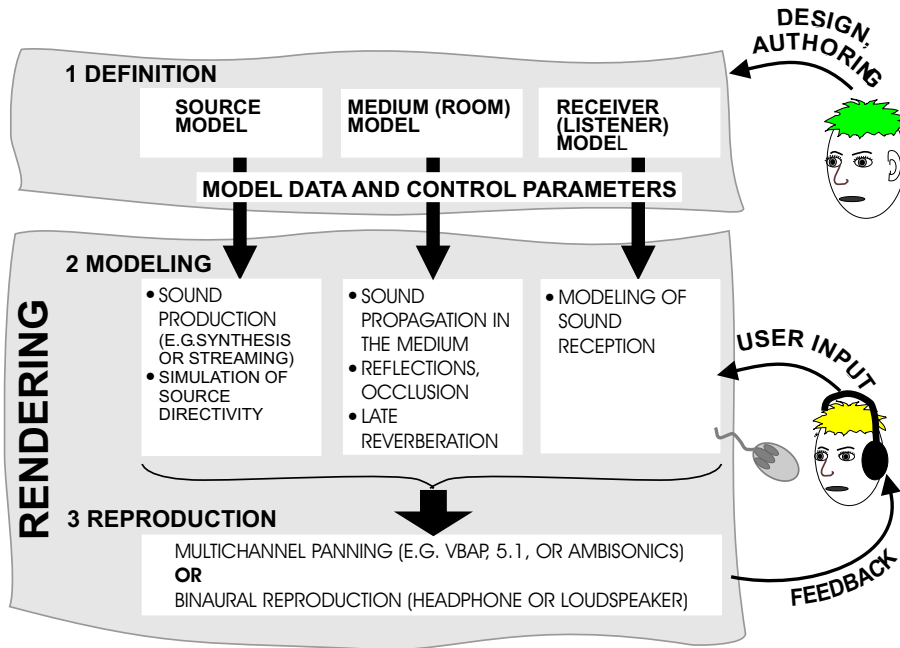 DESIGN,
AUTHORING
1 DEFINITION
SOURCE
MODEL
MEDIUM (ROOM)
MODEL
RECEIVER
(LISTENER)
MODEL
MODEL DATA AND CONTROL PARAMETERS
RENDERING
2 MODELING
• SOUND
PRODUCTION
(E.G.SYNTHESIS
OR STREAMING)
• SIMULATION OF
SOURCE
DIRECTIVITY
• SOUND
PROPAGATION IN
THE MEDIUM
• REFLECTIONS,
OCCLUSION
• LATE
REVERBERATION
• MODELING OF
SOUND
RECEPTION
USER INPUT
3 REPRODUCTION
MULTICHANNEL PANNING (E.G. VBAP, 5.1, OR AMBISONICS)
OR
BINAURAL REPRODUCTION (HEADPHONE OR LOUDSPEAKER)
FEEDBACK